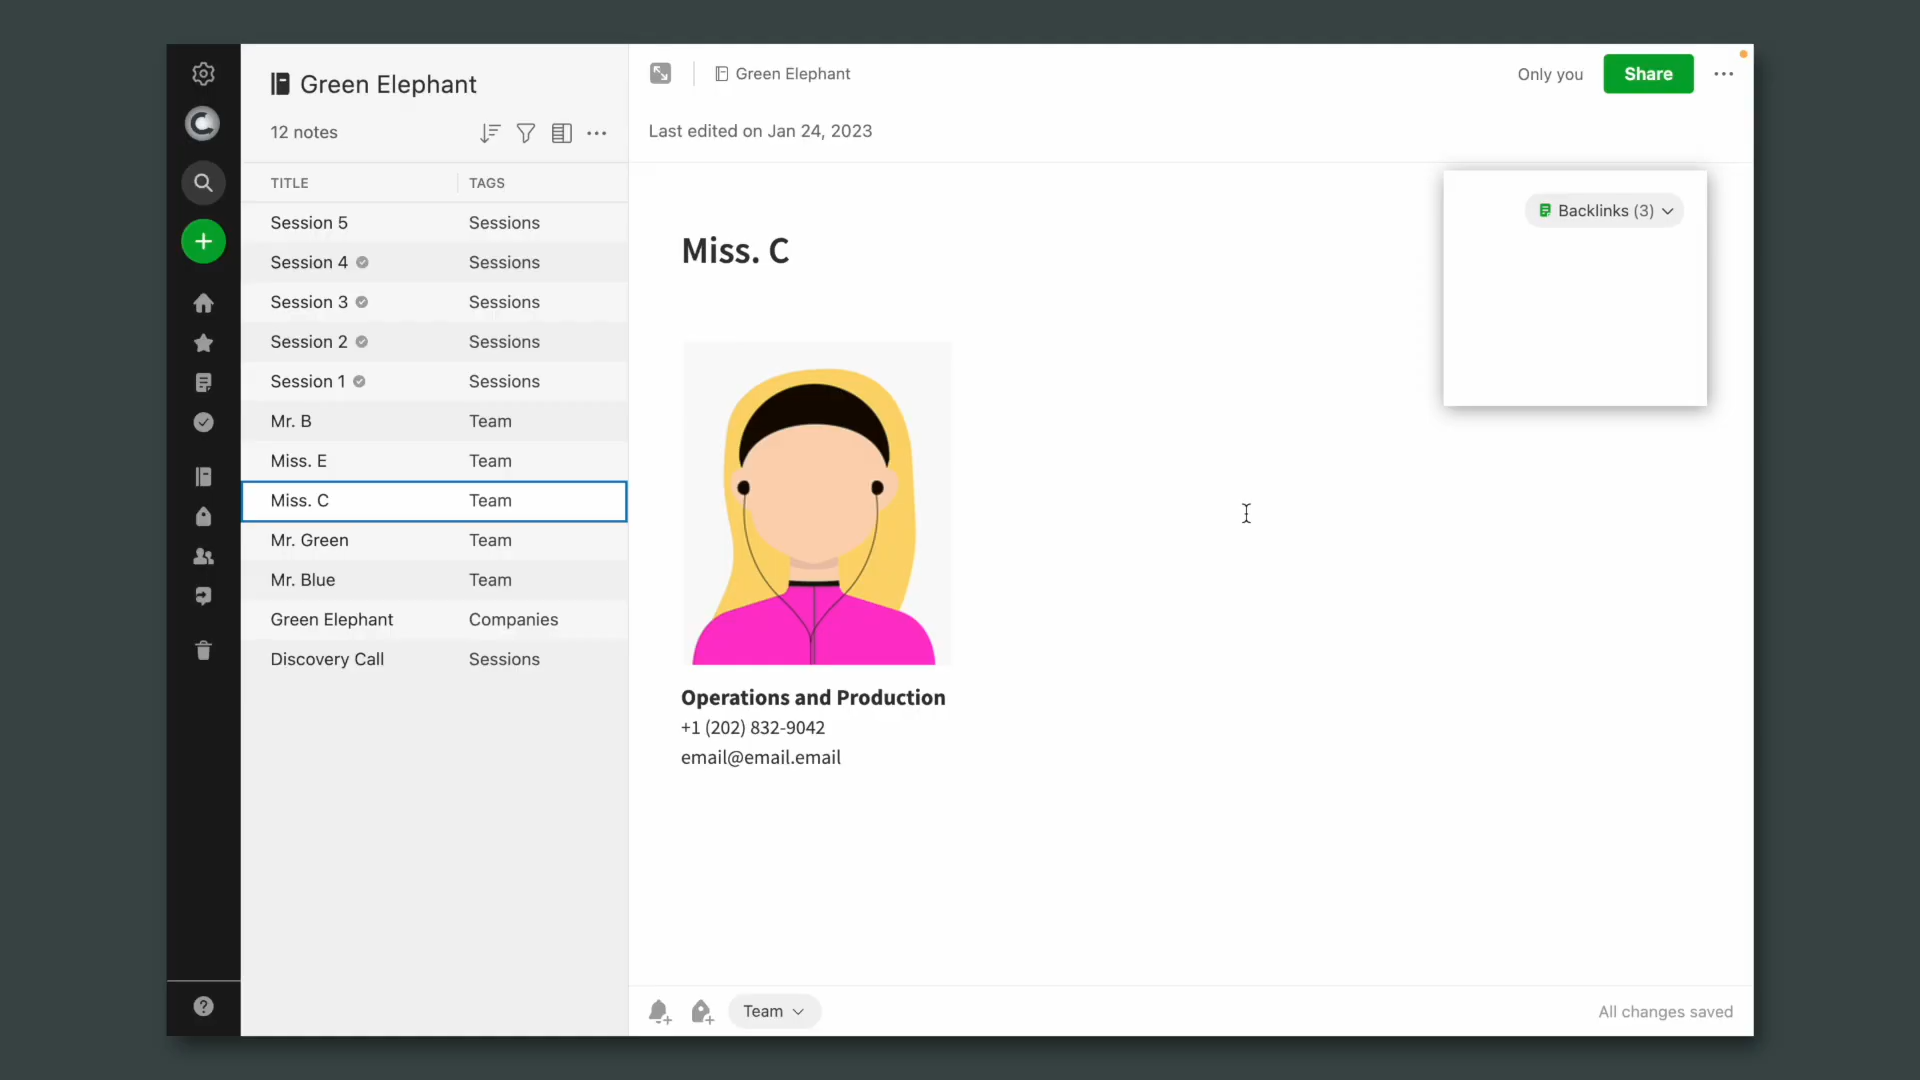 Green Elephant
12 notes
TITLE TAGS
Session 5 Sessions
Session 4 Sessions
Session 3 Sessions
Session 2 Sessions
Session 1 Sessions
Mr. B Team
Miss. E Team
Miss. C Team
Mr. Green Team
Mr. Blue Team
Green Elephant Companies
Discovery Call Sessions
Green Elephant
Only you
Share
Last edited on Jan 24, 2023
Backlinks (3)
Miss. C
Operations and Production
+1 (202) 832-9042
email@email.email
Team
All changes saved